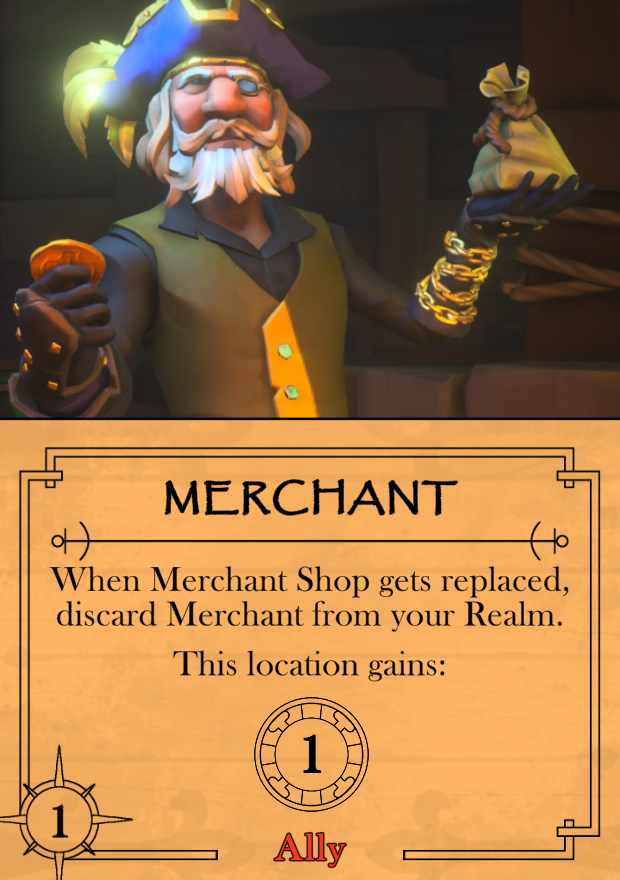 MERCHANT
When Merchant Shop gets replaced,
discard Merchant from your Realm.
This location gains:
1
1
Ally